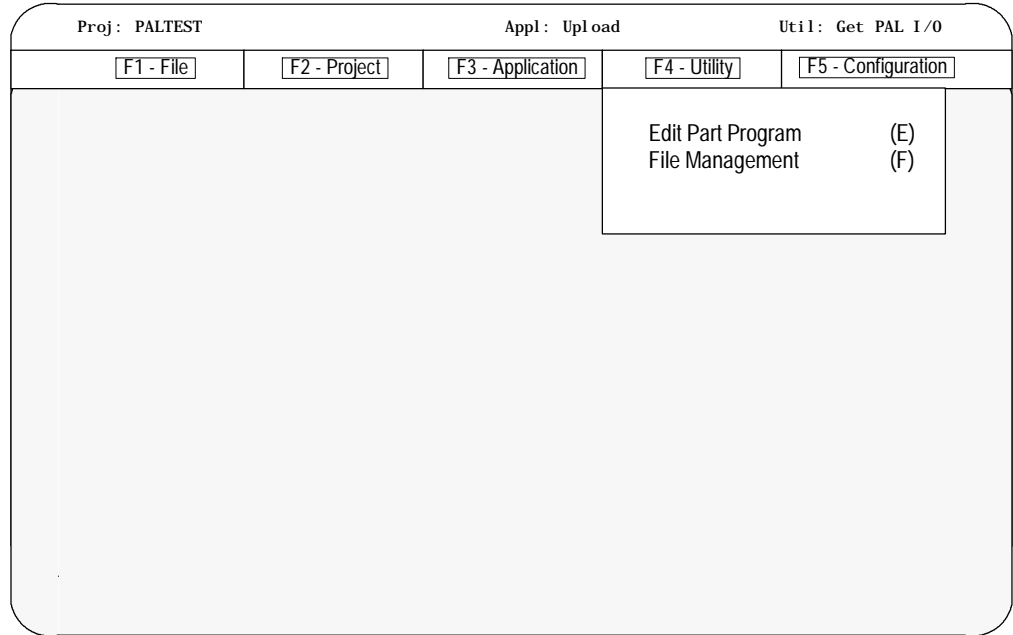 Proj: PALTEST Appl: Upload Util: Get PAL I/O
F1 - File F2 - Project F3 - Application F4 - Utility F5 - Configuration
Edit Part Program (E)
File Management (F)